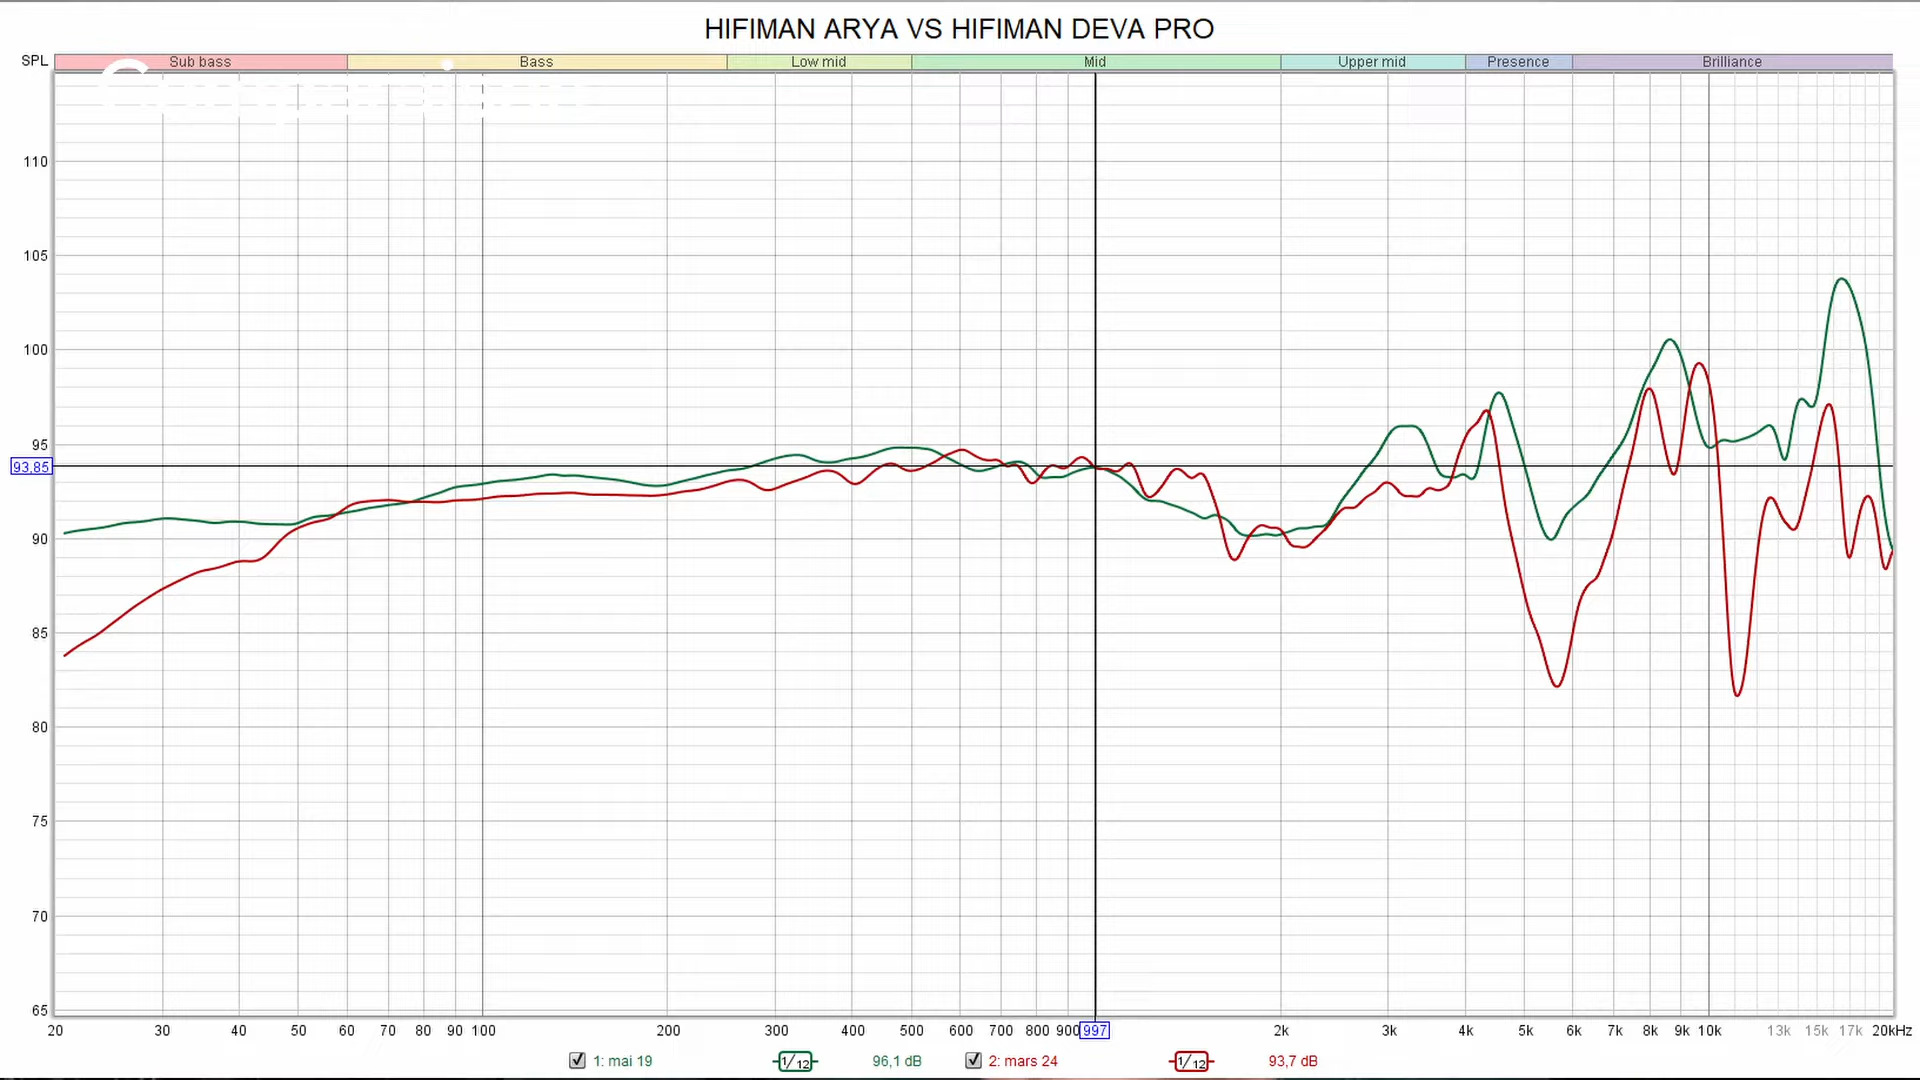 HIFIMAN ARYA VS HIFIMAN DEVA PRO
SPL Sub bass Bass Low mid Mid Upper mid Presence Brilliance
110
105
100
95
93,85
90
85
80
75
70
65
20 30 40 50 60 70 80 90 100 200 300 400 500 600 700 800 900 997 2k 3k 4k 5k 6k 7k 8k 9k 10k 13k 15k 17k 20kHz
1: mai 19 1/12 96,1 dB 2: mars 24 1/12 93,7 dB